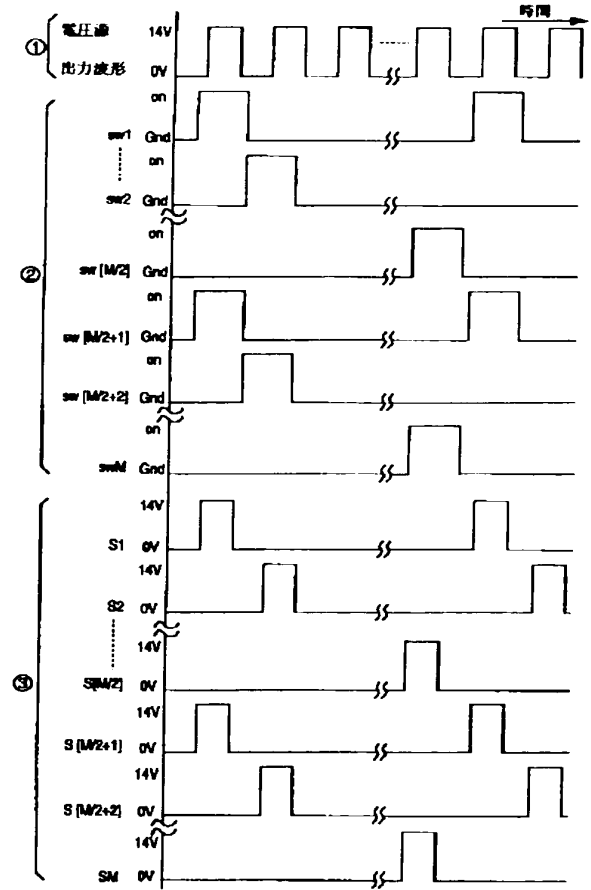 時間
① 電圧源 14V
出力波形 0V
②
on
sw1 Gnd
on
sw2 Gnd
on
sw [M/2] Gnd
sw [M/2+1] Gnd
on
sw [M/2+2] Gnd
on
swM Gnd
③
14V
S1 0V
14V
S2 0V
14V
S[M/2] 0V
14V
S [M/2+1] 0V
14V
S [M/2+2] 0V
14V
SM 0V